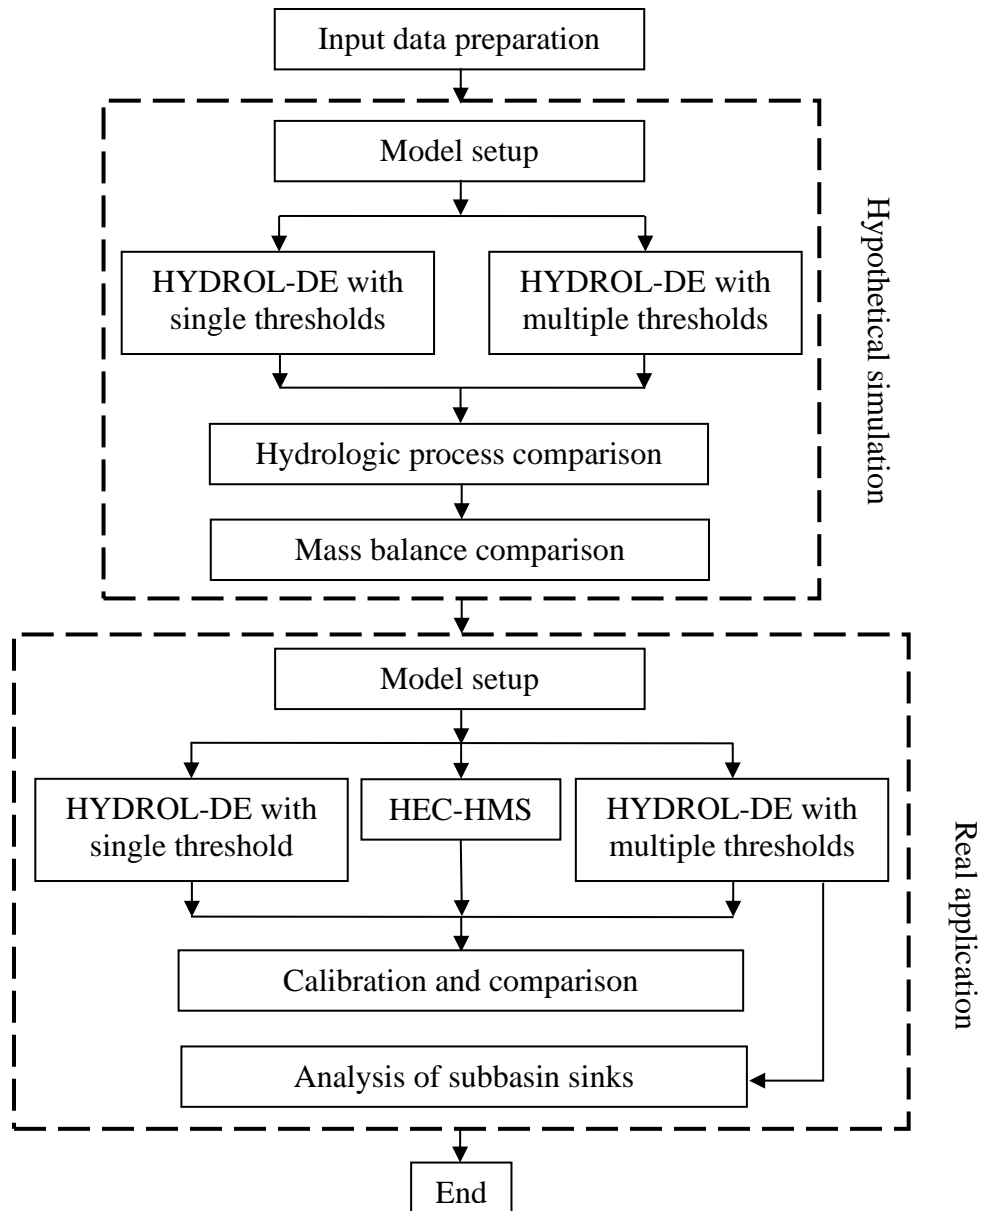 Input data preparation
Model setup
HYDROL-DE with
single thresholds
HYDROL-DE with
multiple thresholds
Hydrologic process comparison
Mass balance comparison
Hypothetical simulation
Model setup
HYDROL-DE with
single threshold
HEC-HMS
HYDROL-DE with
multiple thresholds
Calibration and comparison
Analysis of subbasin sinks
Real application
End